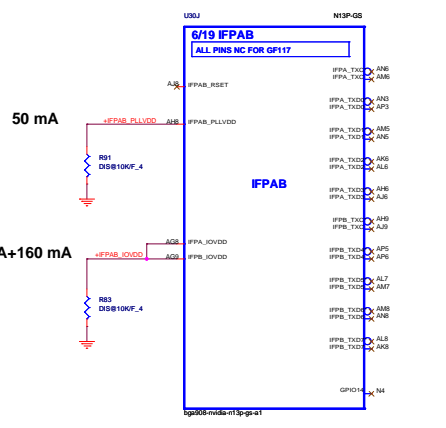 U30J N13P-GS
6/19 IFPAB
ALL PINS NC FOR GF117
IFPA_TXC AN6
IFPA_TXC AM6
AJ8 IFPAB_RSET
IFPA_TXD0 AN3
IFPA_TXD0 AP3
50 mA
+IFPAB_PLLVDD AH8 IFPAB_PLLVDD
IFPA_TXD1 AM5
IFPA_TXD1 AN5
R91
DIS@10K/F_4
IFPA_TXD2 AK6
IFPA_TXD2 AL6
IFPAB
IFPA_TXD3 AH6
IFPA_TXD3 AJ6
IFPB_TXC AH9
IFPB_TXC AJ9
AG8 IFPA_IOVDD
A+160 mA
+IFPAB_IOVDD AG9 IFPB_IOVDD
IFPB_TXD4 AP5
IFPB_TXD4 AP6
IFPB_TXD5 AL7
IFPB_TXD5 AM7
R83
DIS@10K/F_4
IFPB_TXD6 AM8
IFPB_TXD6 AN8
IFPB_TXD7 AL8
IFPB_TXD7 AK8
GPIO14 N4
bga908-nvidia-n13p-gs-a1